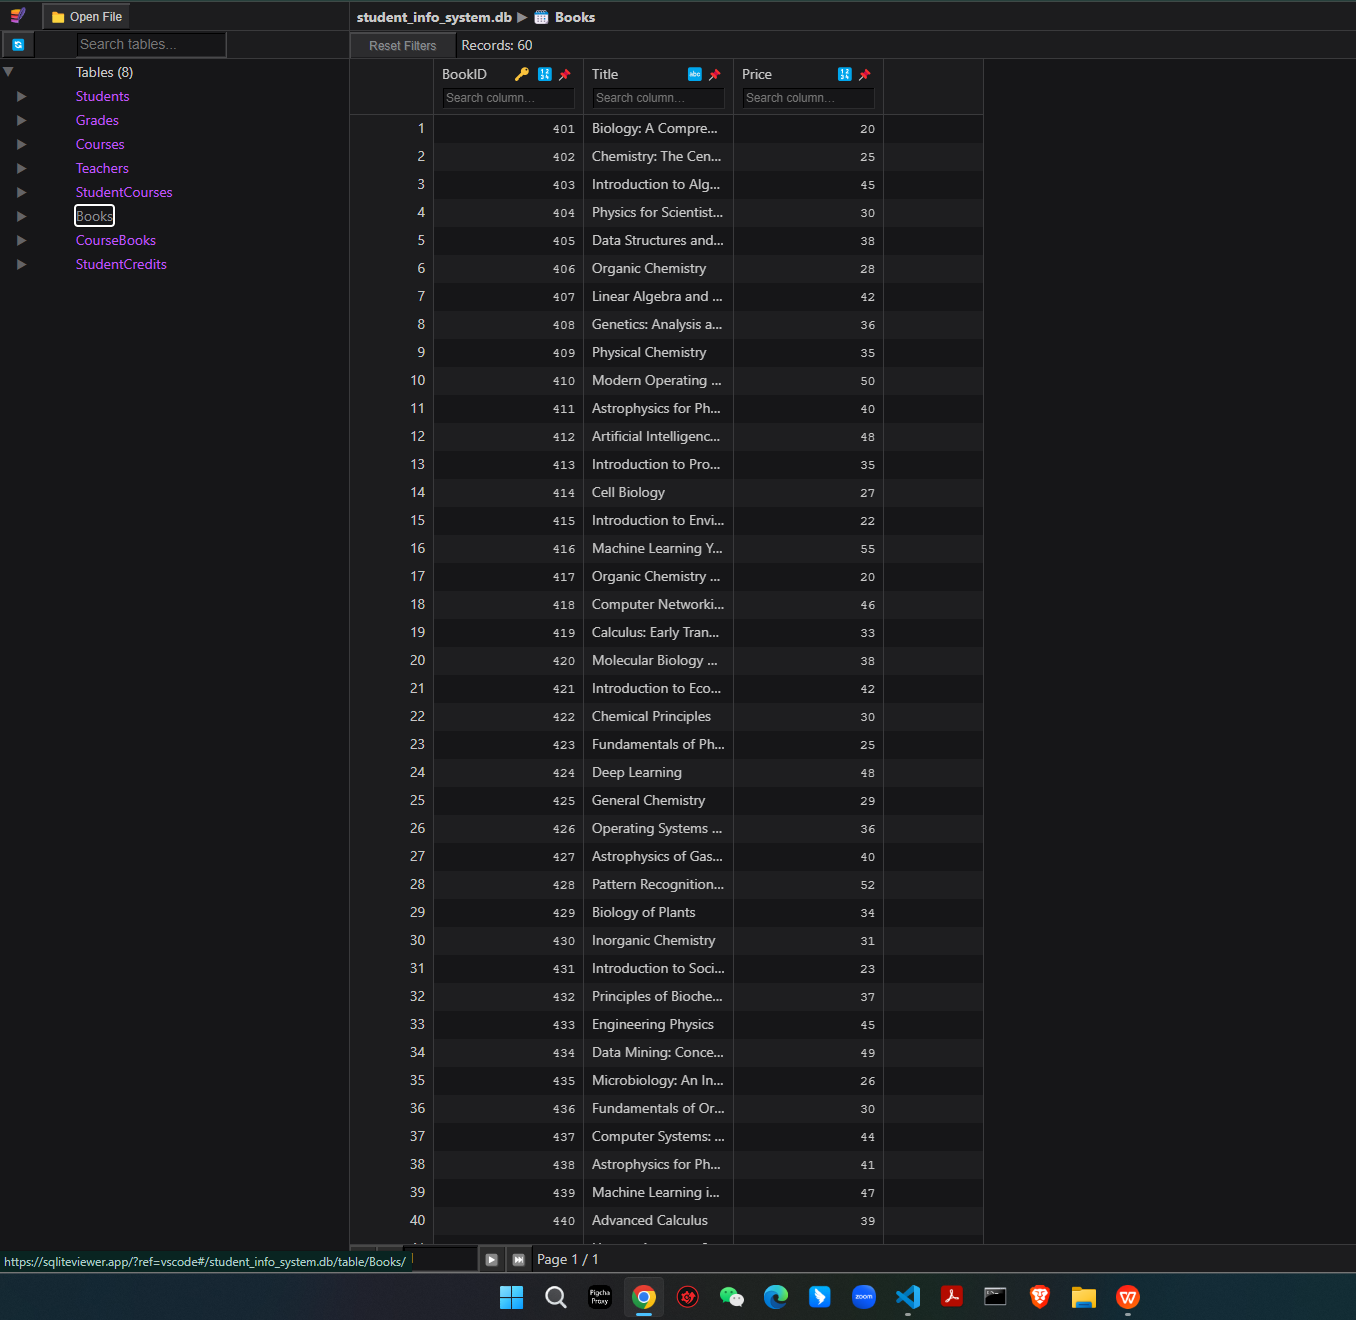 Open File
student_info_system.db ▶ Books
Search tables...
Reset Filters Records: 60
Tables (8)
Students
Grades
Courses
Teachers
StudentCourses
Books
CourseBooks
StudentCredits
BookID Title Price
Search column... Search column... Search column...
1 401 Biology: A Compre... 20
2 402 Chemistry: The Cen... 25
3 403 Introduction to Alg... 45
4 404 Physics for Scientist... 30
5 405 Data Structures and... 38
6 406 Organic Chemistry 28
7 407 Linear Algebra and ... 42
8 408 Genetics: Analysis a... 36
9 409 Physical Chemistry 35
10 410 Modern Operating ... 50
11 411 Astrophysics for Ph... 40
12 412 Artificial Intelligenc... 48
13 413 Introduction to Pro... 35
14 414 Cell Biology 27
15 415 Introduction to Envi... 22
16 416 Machine Learning Y... 55
17 417 Organic Chemistry ... 20
18 418 Computer Networki... 46
19 419 Calculus: Early Tran... 33
20 420 Molecular Biology ... 38
21 421 Introduction to Eco... 42
22 422 Chemical Principles 30
23 423 Fundamentals of Ph... 25
24 424 Deep Learning 48
25 425 General Chemistry 29
26 426 Operating Systems ... 36
27 427 Astrophysics of Gas... 40
28 428 Pattern Recognition... 52
29 429 Biology of Plants 34
30 430 Inorganic Chemistry 31
31 431 Introduction to Soci... 23
32 432 Principles of Bioche... 37
33 433 Engineering Physics 45
34 434 Data Mining: Conce... 49
35 435 Microbiology: An In... 26
36 436 Fundamentals of Or... 30
37 437 Computer Systems: ... 44
38 438 Astrophysics for Ph... 41
39 439 Machine Learning i... 47
40 440 Advanced Calculus 39
https://sqliteviewer.app/?ref=vscode#/student_info_system.db/table/Books/
Page 1 / 1
Figcha Proxy
zoom